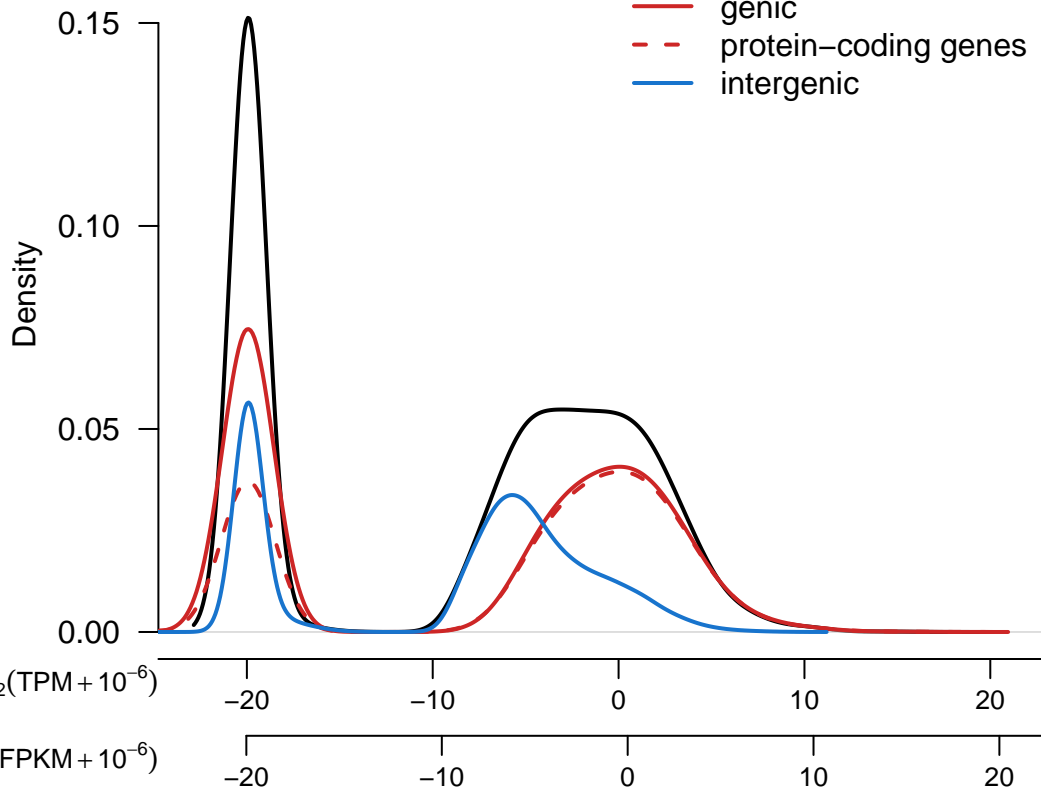 genic
protein−coding genes
intergenic
Density
0.15
0.10
0.05
0.00
2(TPM+10−6)
−20 −10 0 10 20
FPKM+10−6)
−20 −10 0 10 20